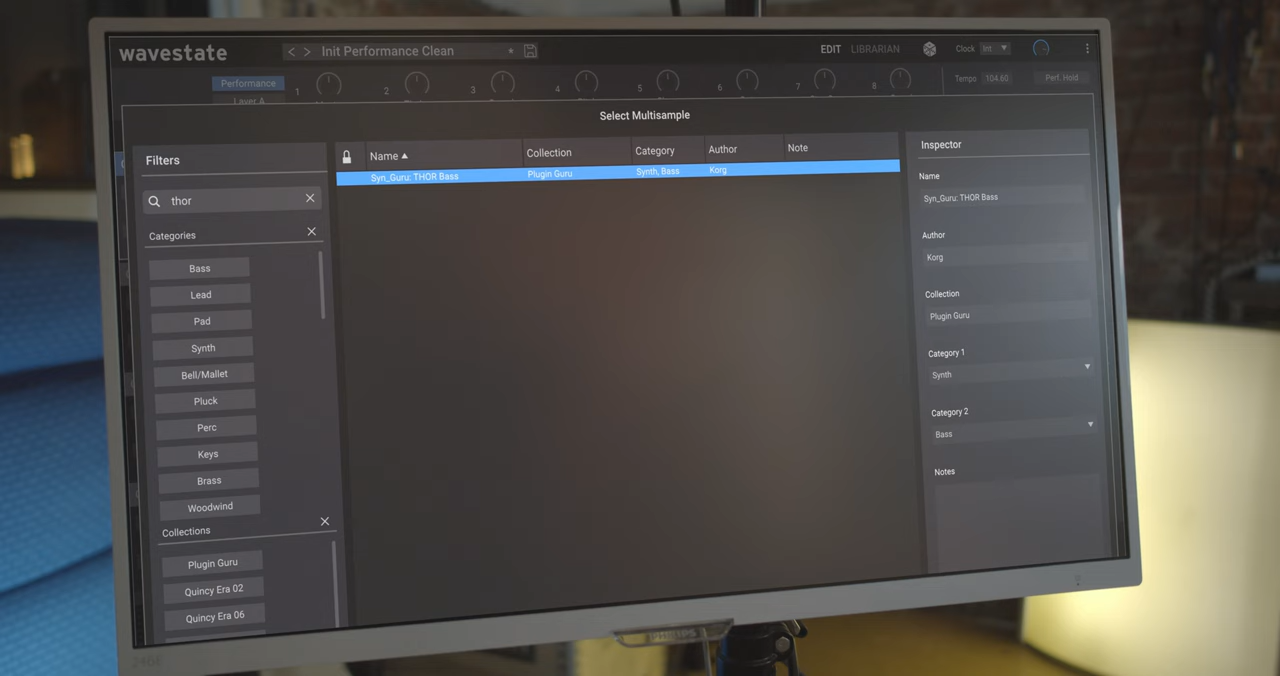 wavestate
< > Init Performance Clean *
EDIT LIBRARIAN
Clock Int
Performance
1 2 3 4 5 6 7 8
Tempo 104.60
Perf. Hold
Layer A
Select Multisample
Filters
thor
Categories
Bass
Lead
Pad
Synth
Bell/Mallet
Pluck
Perc
Keys
Brass
Woodwind
Collections
Plugin Guru
Quincy Era 02
Quincy Era 06
Name Collection Category Author Note
Syn_Guru: THOR Bass Plugin Guru Synth, Bass Korg
Inspector
Name
Syn_Guru: THOR Bass
Author
Korg
Collection
Plugin Guru
Category 1
Synth
Category 2
Bass
Notes
PHILIPS